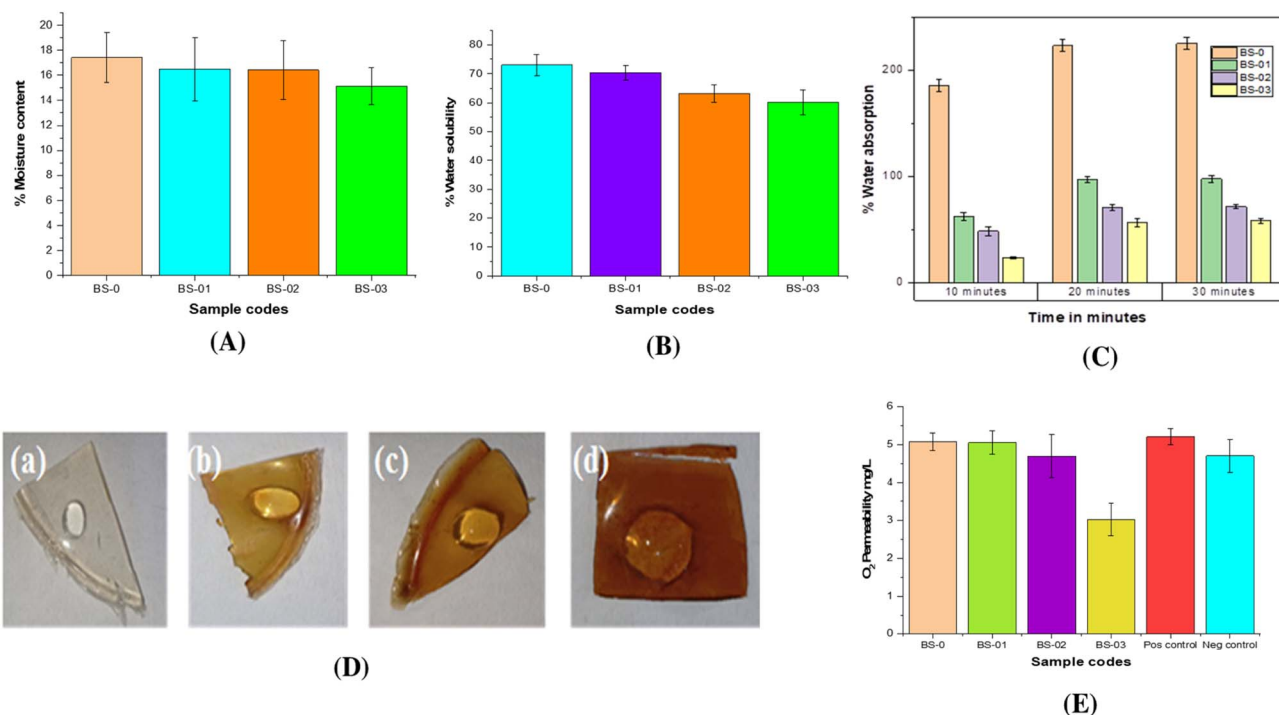 20
18
16
14
12
10
8
6
4
2
0
% Moisture content
BS-0 BS-01 BS-02 BS-03
Sample codes
(A)
80
70
60
50
40
30
20
10
0
% Water solubility
BS-0 BS-01 BS-02 BS-03
Sample codes
(B)
200
100
0
% Water absorption
BS-0
BS-01
BS-02
BS-03
10 minutes 20 minutes 30 minutes
Time in minutes
(C)
(a) (b) (c) (d)
(D)
6
5
4
3
2
1
0
O₂ Permeability mg/L
BS-0 BS-01 BS-02 BS-03 Pos control Neg control
Sample codes
(E)